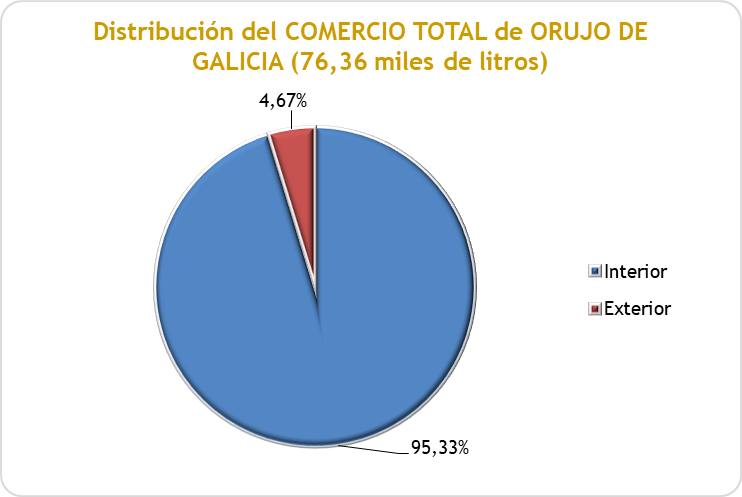 Distribución del COMERCIO TOTAL de ORUJO DE
GALICIA (76,36 miles de litros)
4,67%
Interior
Exterior
95,33%